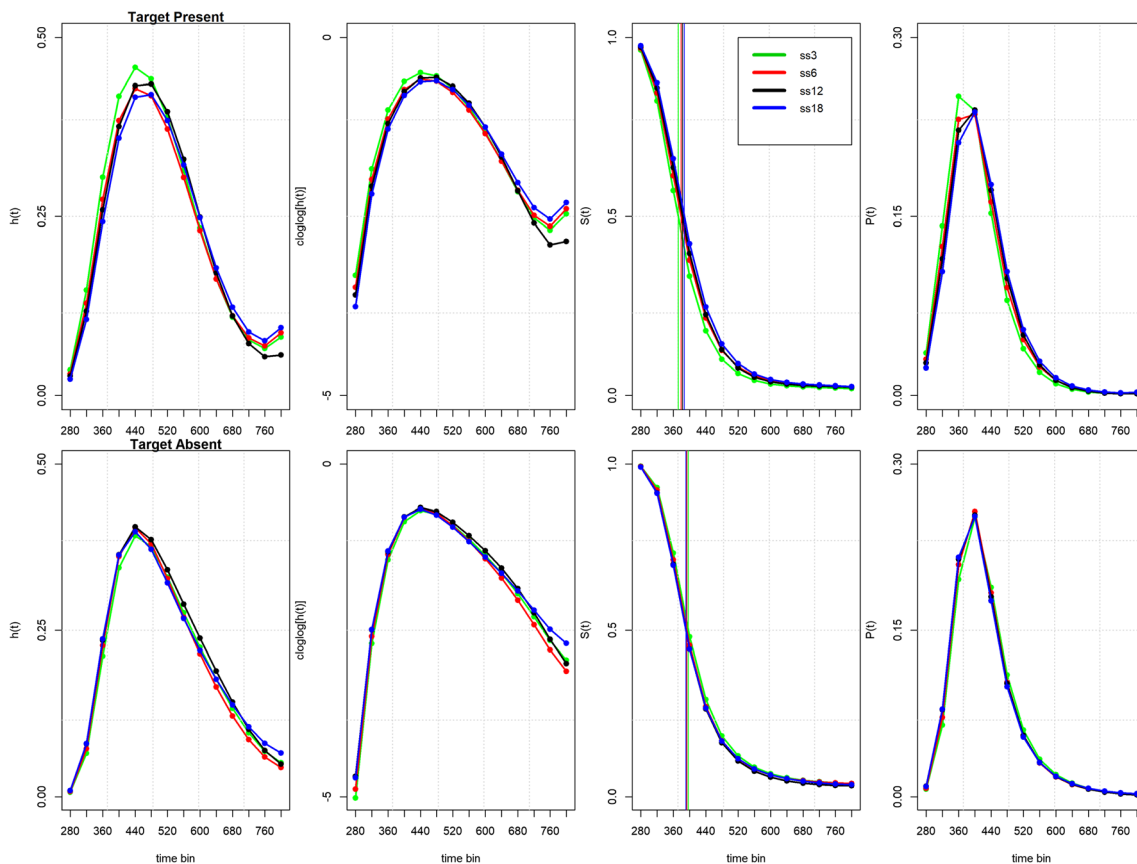 Target Present
h(t)
0.50
0.25
0.00
280 360 440 520 600 680 760
cloglog[h(t)]
0
-5
280 360 440 520 600 680 760
S(t)
1.0
0.5
0.0
280 360 440 520 600 680 760
ss3
ss6
ss12
ss18
P(t)
0.30
0.15
0.00
280 360 440 520 600 680 760
Target Absent
h(t)
0.50
0.25
0.00
280 360 440 520 600 680 760
time bin
cloglog[h(t)]
0
-5
280 360 440 520 600 680 760
time bin
S(t)
1.0
0.5
0.0
280 360 440 520 600 680 760
time bin
P(t)
0.30
0.15
0.00
280 360 440 520 600 680 760
time bin